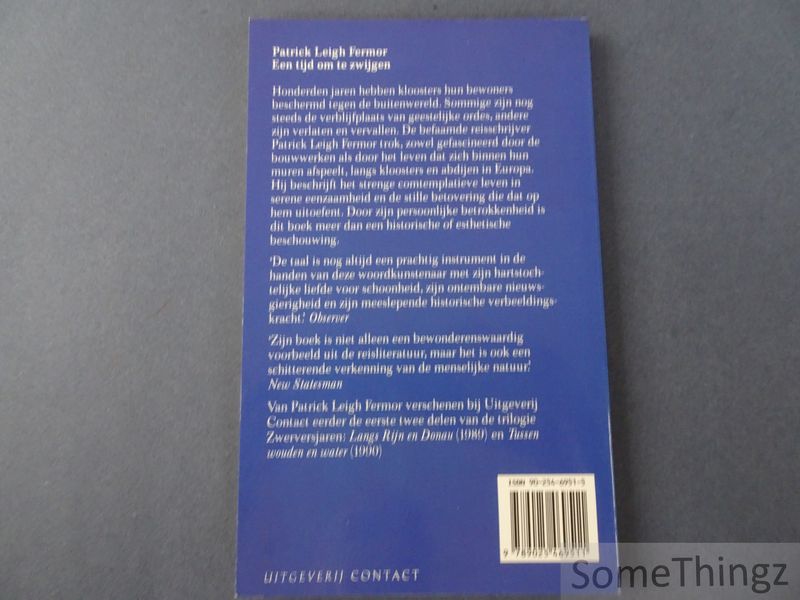 Patrick Leigh Fermor
Een tijd om te zwijgen
Honderden jaren hebben kloosters hun bewoners
beschermd tegen de buitenwereld. Sommige zijn nog
steeds de verblijfplaats van geestelijke ordes, andere
zijn verlaten en vervallen. De befaamde reisschrijver
Patrick Leigh Fermor trok, zowel gefascineerd door de
bouwwerken als door het leven dat zich binnen hun
muren afspeelt, langs kloosters en abdijen in Europa.
Hij beschrijft het strenge comtemplatieve leven in
serene eenzaamheid en de stille betovering die dat op
hem uitoefent. Door zijn persoonlijke betrokkenheid is
dit boek meer dan een historische of esthetische
beschouwing.
'De taal is nog altijd een prachtig instrument in de
handen van deze woordkunstenaar met zijn hartstoch-
telijke liefde voor schoonheid, zijn ontembare nieuws-
gierigheid en zijn meeslepende historische verbeeldings-
kracht.' Observer
'Zijn boek is niet alleen een bewonderenswaardig
voorbeeld uit de reisliteratuur, maar het is ook een
schitterende verkenning van de menselijke natuur.'
New Statesman
Van Patrick Leigh Fermor verschenen bij Uitgeverij
Contact eerder de eerste twee delen van de trilogie
Zwerversjaren: Langs Rijn en Donau (1989) en Tussen
wouden en water (1990)
ISBN 90-254-6951-5
9 789025 469511
UITGEVERIJ CONTACT
SomeThingz